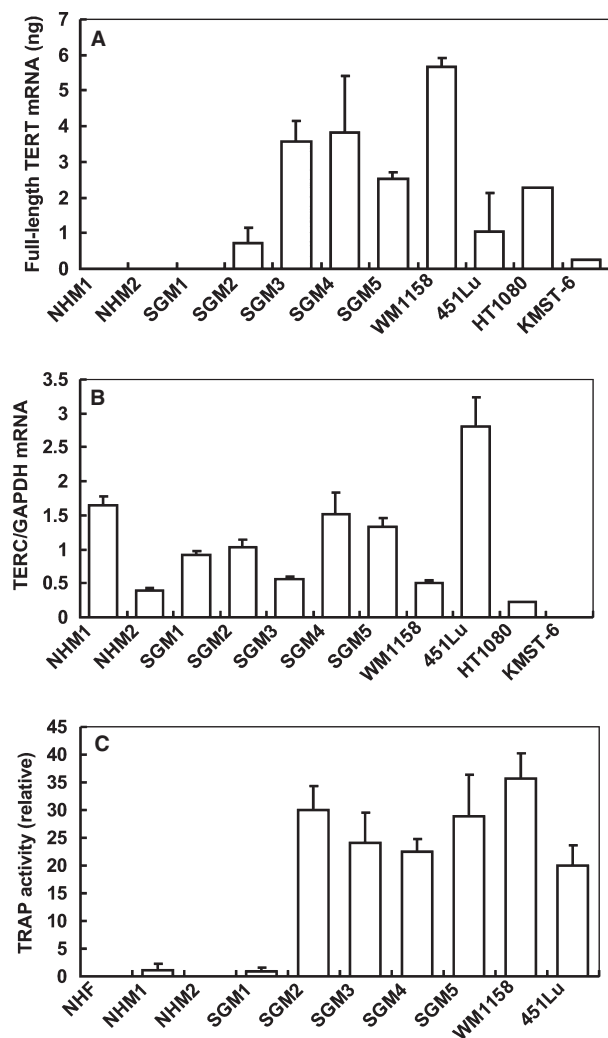 A
Full-length TERT mRNA (ng)
7
6
5
4
3
2
1
0
NHM1
NHM2
SGM1
SGM2
SGM3
SGM4
SGM5
WM1158
451Lu
HT1080
KMST-6
B
TERC/GAPDH mRNA
3.5
3
2.5
2
1.5
1
0.5
0
NHM1
NHM2
SGM1
SGM2
SGM3
SGM4
SGM5
WM1158
451Lu
HT1080
KMST-6
C
TRAP activity (relative)
45
40
35
30
25
20
15
10
5
0
NHF
NHM1
NHM2
SGM1
SGM2
SGM3
SGM4
SGM5
WM1158
451Lu